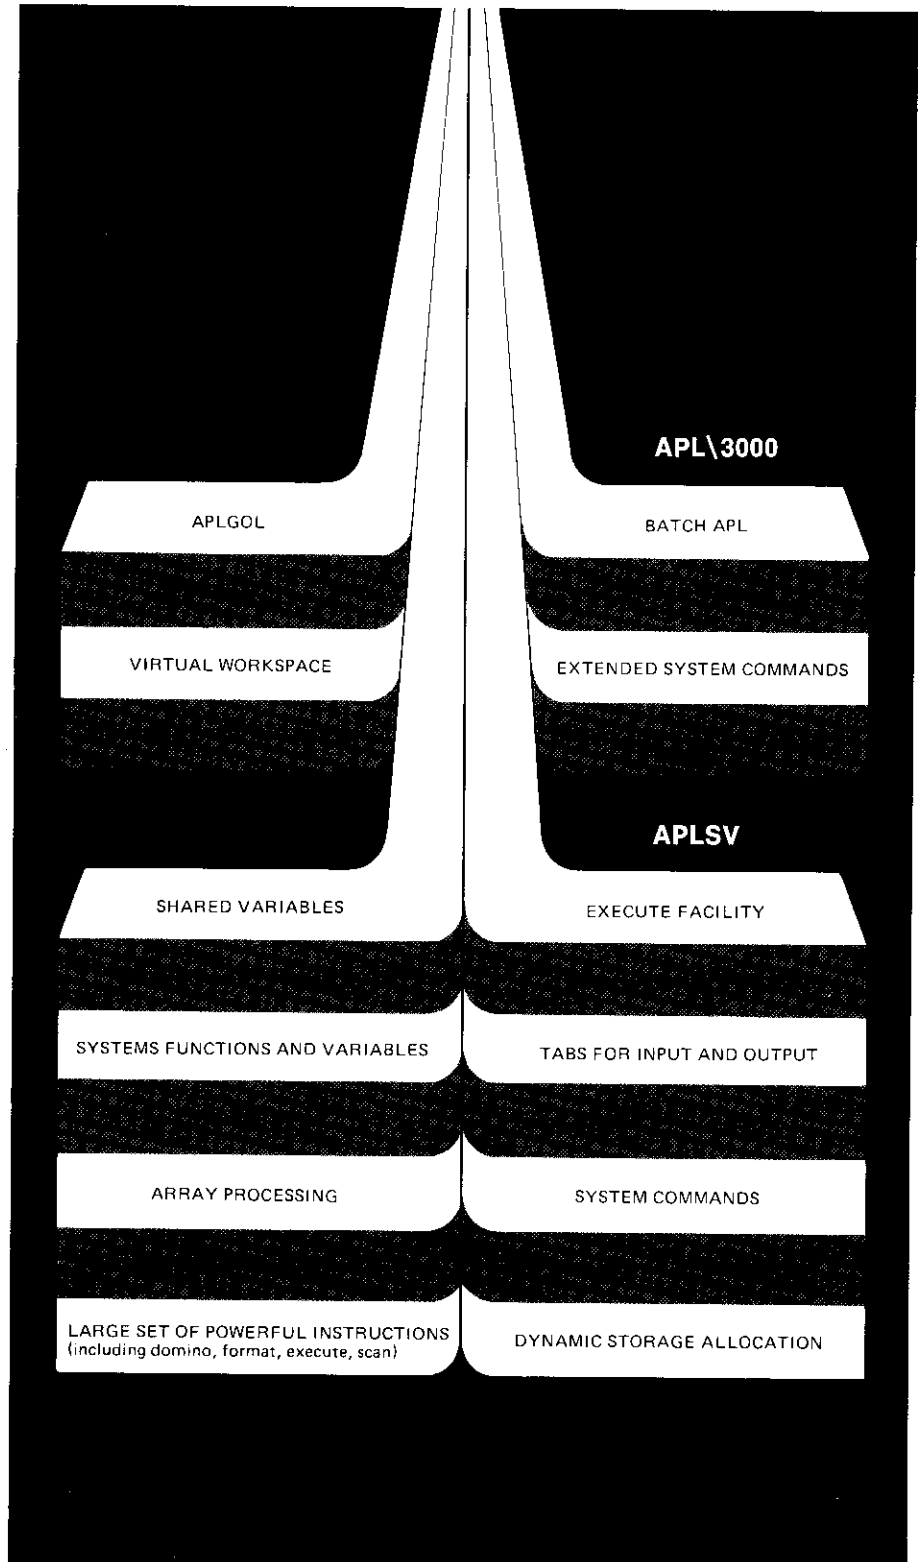 APL\3000
APLGOL
BATCH APL
VIRTUAL WORKSPACE
EXTENDED SYSTEM COMMANDS
APLSV
SHARED VARIABLES
EXECUTE FACILITY
SYSTEMS FUNCTIONS AND VARIABLES
TABS FOR INPUT AND OUTPUT
ARRAY PROCESSING
SYSTEM COMMANDS
LARGE SET OF POWERFUL INSTRUCTIONS
(including domino, format, execute, scan)
DYNAMIC STORAGE ALLOCATION